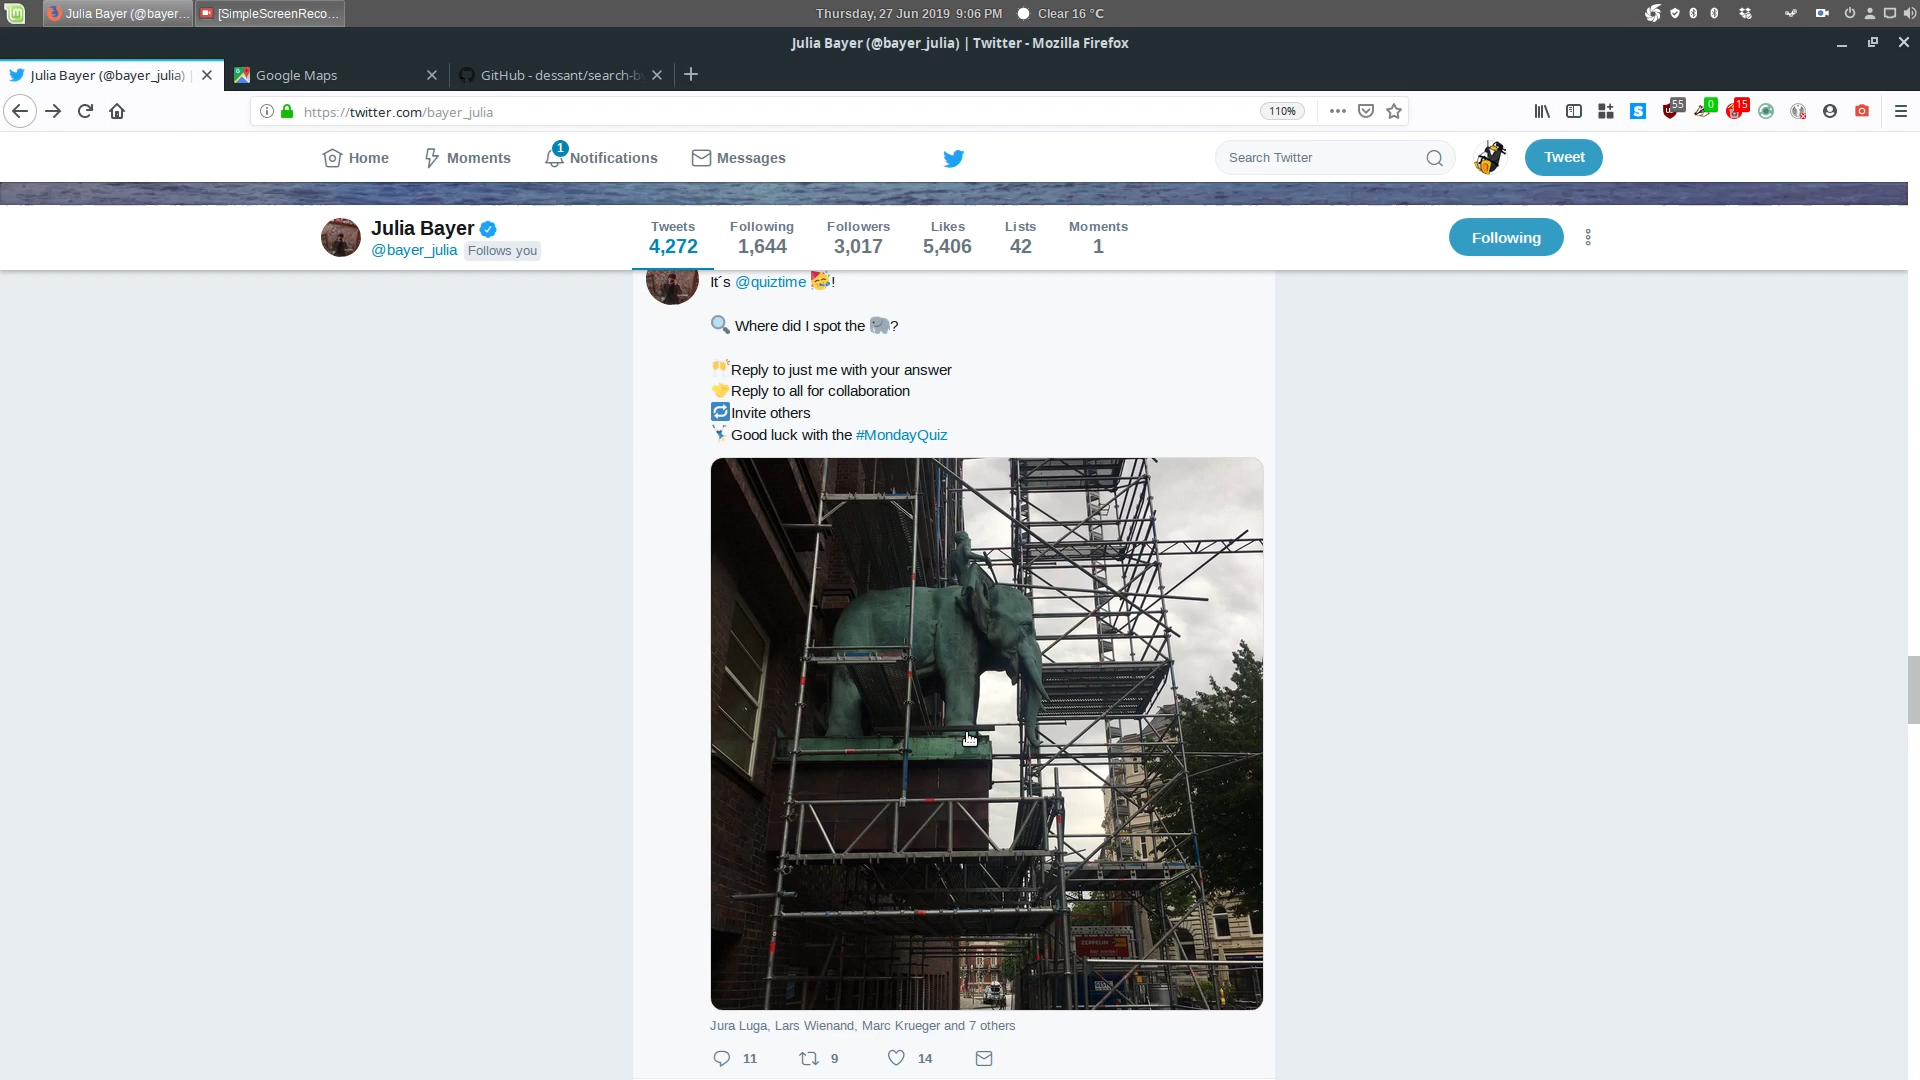 Julia Bayer (@bayer...
[SimpleScreenReco...
Thursday, 27 Jun 2019 9:06 PM
Clear 16 °C
Julia Bayer (@bayer_julia) | Twitter - Mozilla Firefox
Julia Bayer (@bayer_julia) |
Google Maps
GitHub - dessant/search-b
https://twitter.com/bayer_julia
110%
55
0
15
Home
Moments
1
Notifications
Messages
Search Twitter
Tweet
Julia Bayer
@bayer_julia
Follows you
Tweets
4,272
Following
1,644
Followers
3,017
Likes
5,406
Lists
42
Moments
1
Following
It´s @quiztime 🥳!
🔍 Where did I spot the 🐘?
🙌Reply to just me with your answer
🤝Reply to all for collaboration
🔁Invite others
🤸Good luck with the #MondayQuiz
ZEPPELIN
Jura Luga, Lars Wienand, Marc Krueger and 7 others
11
9
14